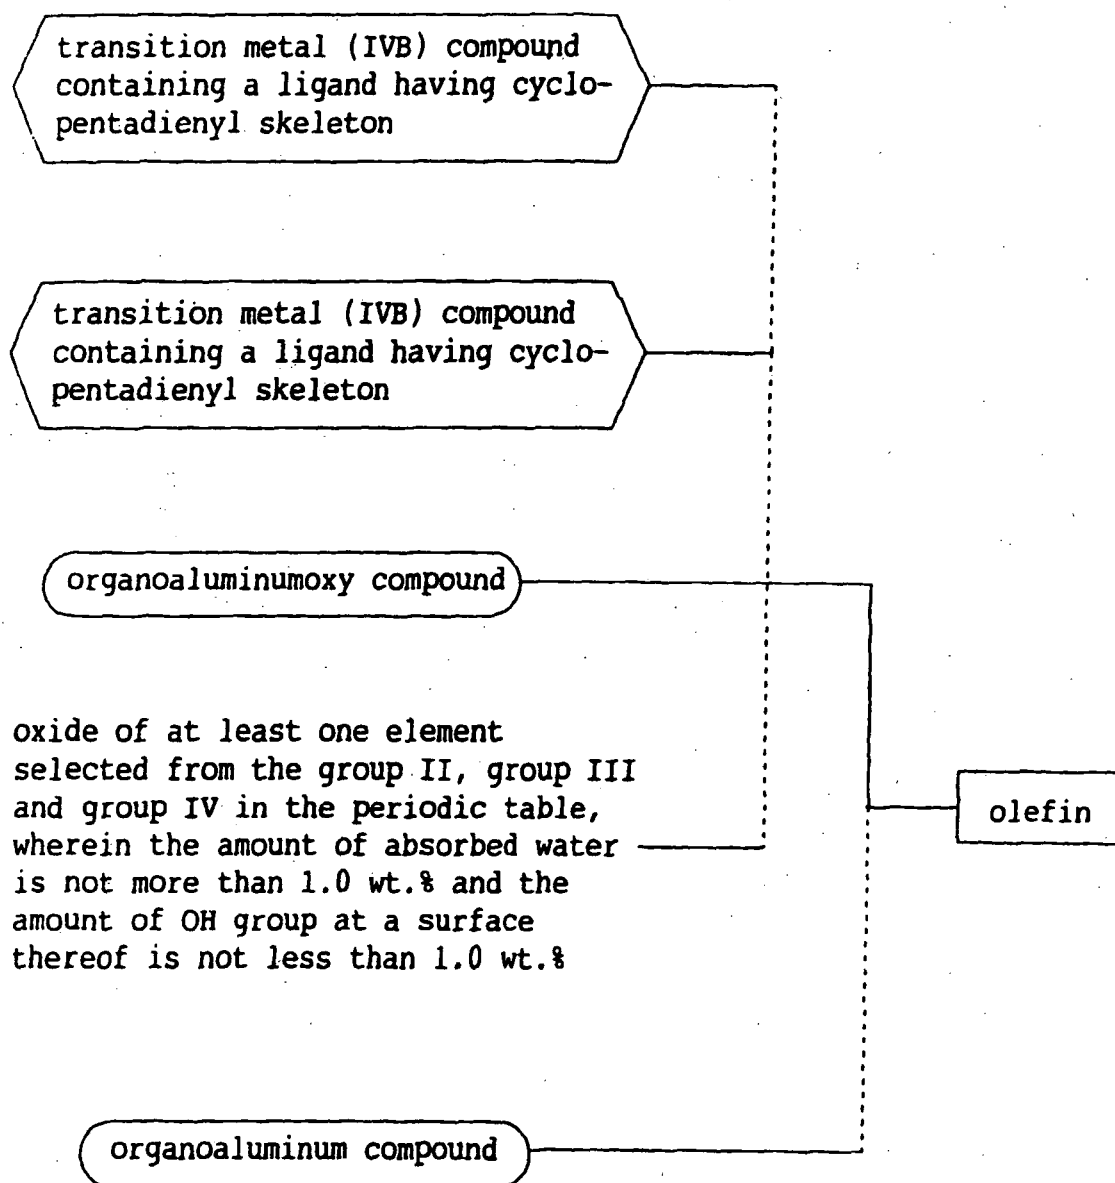 transition metal (IVB) compound
containing a ligand having cyclo-
pentadienyl skeleton
transition metal (IVB) compound
containing a ligand having cyclo-
pentadienyl skeleton
organoaluminumoxy compound
oxide of at least one element
selected from the group II, group III
and group IV in the periodic table,
wherein the amount of absorbed water
is not more than 1.0 wt.% and the
amount of OH group at a surface
thereof is not less than 1.0 wt.%
olefin
organoaluminum compound